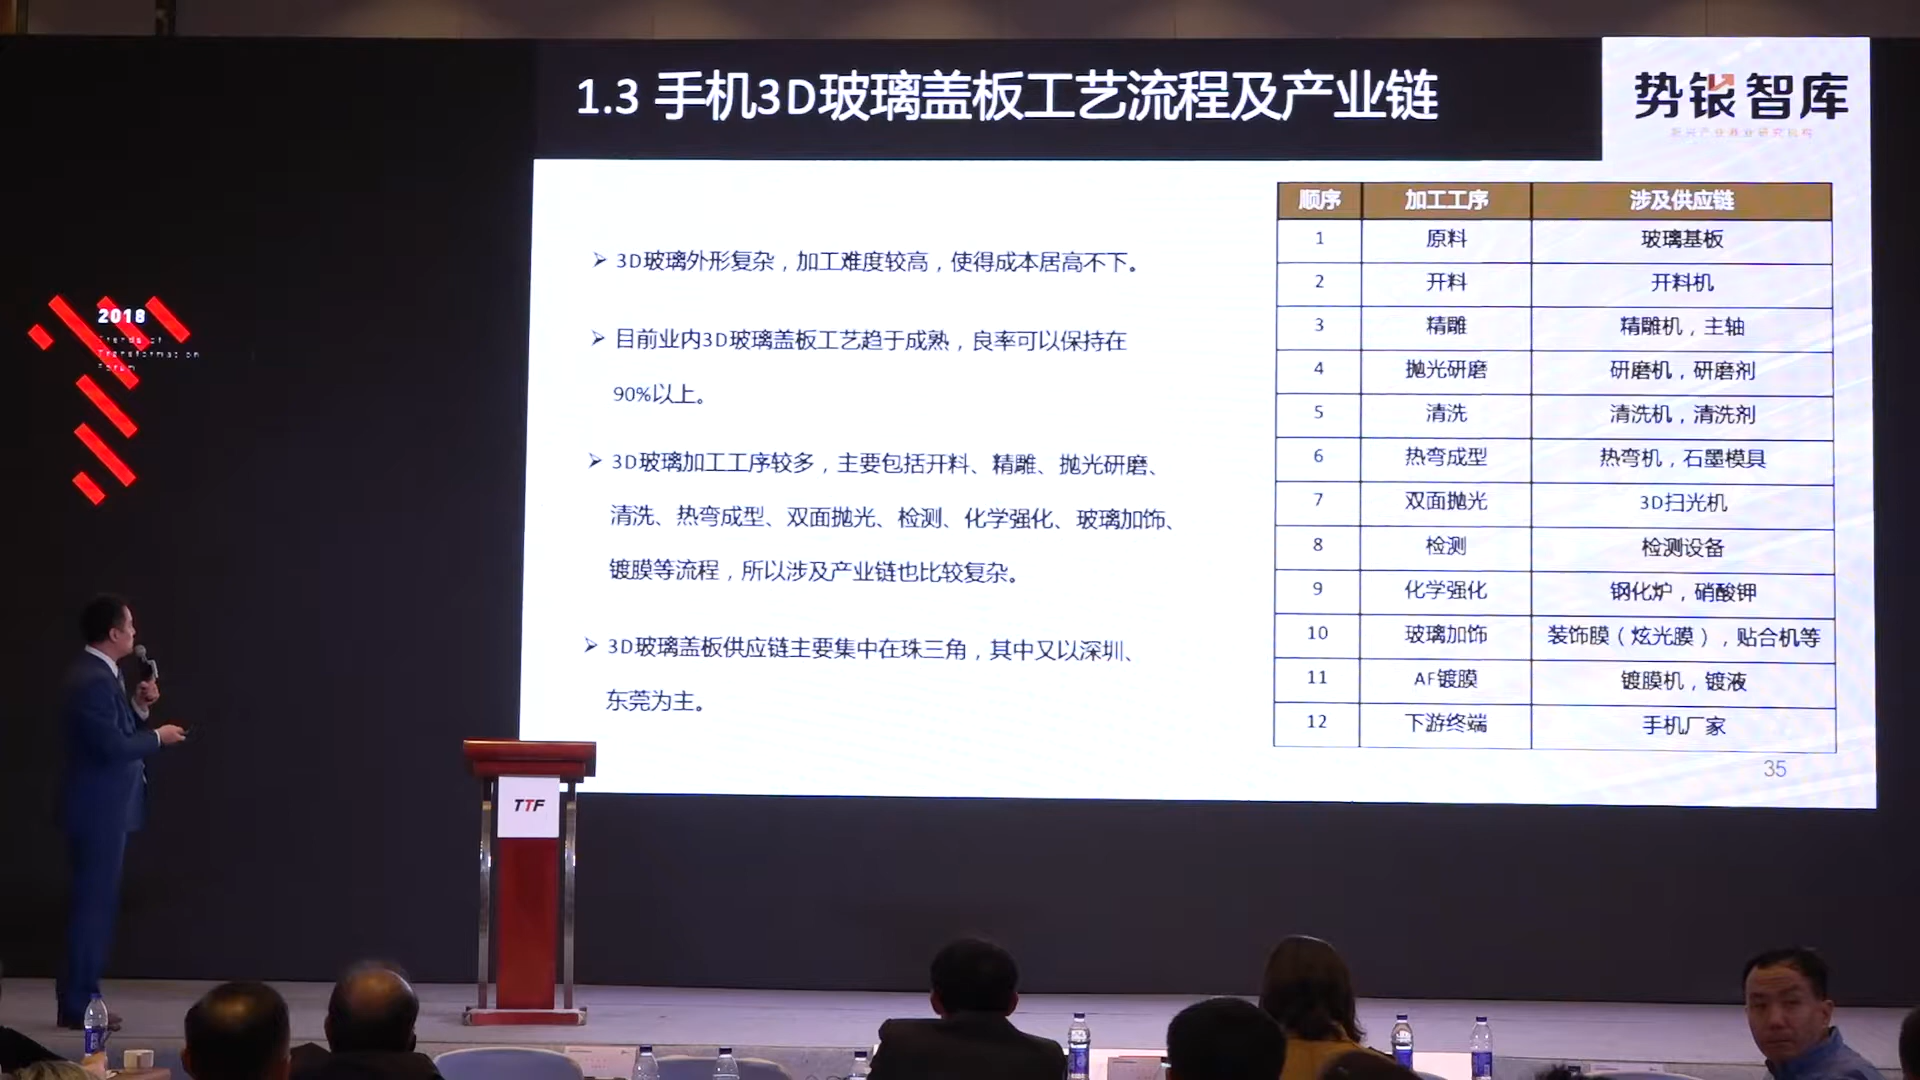 1.3 手机3D玻璃盖板工艺流程及产业链
势银智库
新兴产业商业研究机构
2018
Trends of
Transformation
Forum
➢ 3D玻璃外形复杂，加工难度较高，使得成本居高不下。
➢ 目前业内3D玻璃盖板工艺趋于成熟，良率可以保持在
90%以上。
➢ 3D玻璃加工工序较多，主要包括开料、精雕、抛光研磨、
清洗、热弯成型、双面抛光、检测、化学强化、玻璃加饰、
镀膜等流程，所以涉及产业链也比较复杂。
➢ 3D玻璃盖板供应链主要集中在珠三角，其中又以深圳、
东莞为主。
顺序 加工工序 涉及供应链
1 原料 玻璃基板
2 开料 开料机
3 精雕 精雕机，主轴
4 抛光研磨 研磨机，研磨剂
5 清洗 清洗机，清洗剂
6 热弯成型 热弯机，石墨模具
7 双面抛光 3D扫光机
8 检测 检测设备
9 化学强化 钢化炉，硝酸钾
10 玻璃加饰 装饰膜（炫光膜），贴合机等
11 AF镀膜 镀膜机，镀液
12 下游终端 手机厂家
35
TTF